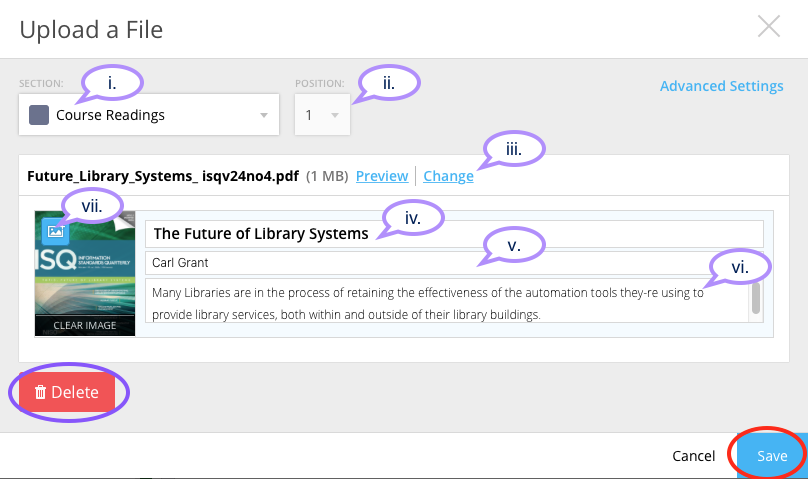 Upload a File
SECTION: i. POSITION: ii.
Advanced Settings
Course Readings 1
iii.
Future_Library_Systems_ isqv24no4.pdf (1 MB) Preview Change
vii.
iv.
The Future of Library Systems
v.
ISQ INFORMATION STANDARDS QUARTERLY
Carl Grant
vi.
Many Libraries are in the process of retaining the effectiveness of the automation tools they-re using to
provide library services, both within and outside of their library buildings.
CLEAR IMAGE
Delete
Cancel Save